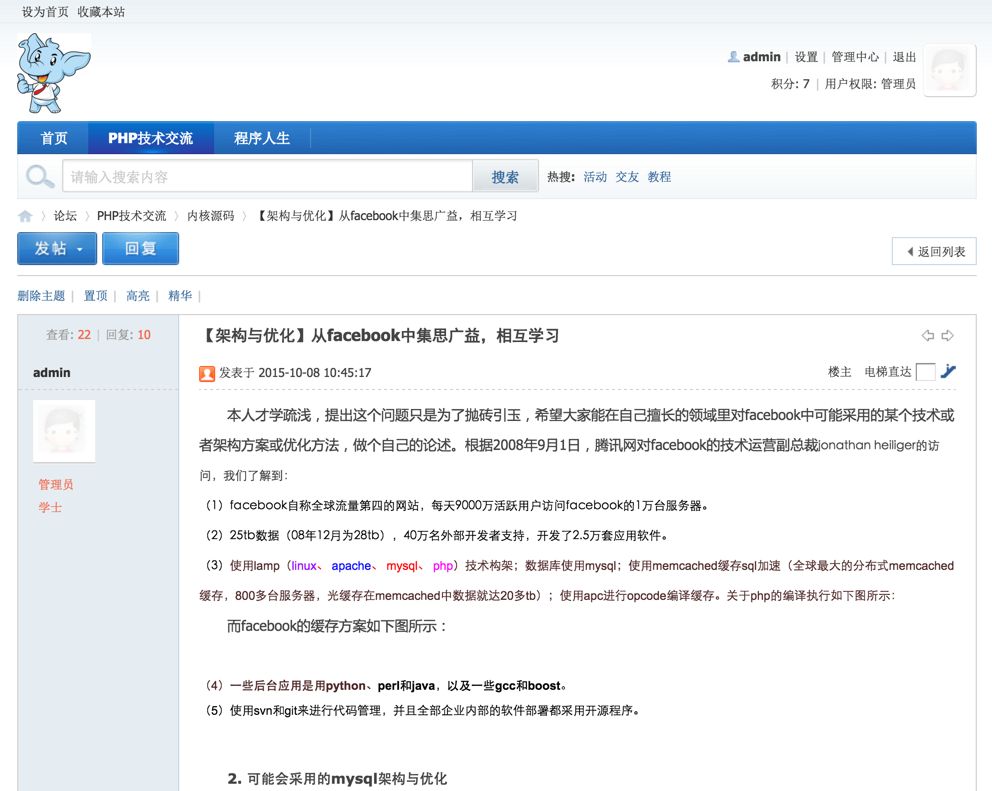 设为首页 收藏本站
admin | 设置 | 管理中心 | 退出
积分: 7 | 用户权限: 管理员
首页 PHP技术交流 程序人生
请输入搜索内容 搜索 热搜: 活动 交友 教程
论坛 PHP技术交流 内核源码 【架构与优化】从facebook中集思广益，相互学习
发帖 回复 返回列表
删除主题 | 置顶 | 高亮 | 精华 |
查看: 22 | 回复: 10
【架构与优化】从facebook中集思广益，相互学习
admin
发表于 2015-10-08 10:45:17 楼主 电梯直达
管理员
学士
本人才学疏浅，提出这个问题只是为了抛砖引玉，希望大家能在自己擅长的领域里对facebook中可能采用的某个技术或
者架构方案或优化方法，做个自己的论述。根据2008年9月1日，腾讯网对facebook的技术运营副总裁jonathan heiliger的访
问，我们了解到：
（1）facebook自称全球流量第四的网站，每天9000万活跃用户访问facebook的1万台服务器。
（2）25tb数据（08年12月为28tb），40万名外部开发者支持，开发了2.5万套应用软件。
（3）使用lamp（linux、 apache、 mysql、 php）技术构架；数据库使用mysql；使用memcached缓存sql加速（全球最大的分布式memcached
缓存，800多台服务器，光缓存在memcached中数据就达20多tb）；使用apc进行opcode编译缓存。关于php的编译执行如下图所示：
而facebook的缓存方案如下图所示：
（4）一些后台应用是用python、perl和java，以及一些gcc和boost。
（5）使用svn和git来进行代码管理，并且全部企业内部的软件部署都采用开源程序。
2. 可能会采用的mysql架构与优化